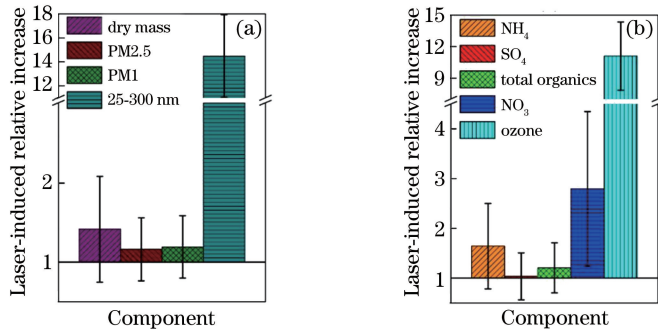 Laser-induced relative increase
18
16
14
12
2
1
dry mass
PM2.5
PM1
25-300 nm
(a)
Component
Laser-induced relative increase
15
12
9
4
3
2
1
NH₄
SO₄
total organics
NO₃
ozone
(b)
Component